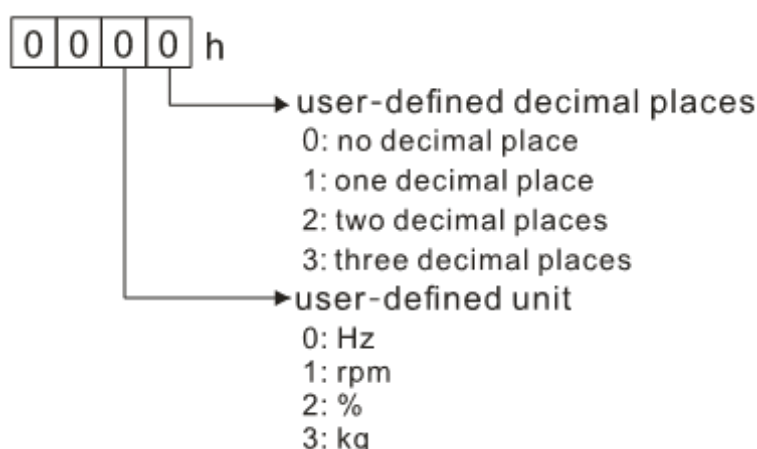 0 0 0 0 h
user-defined decimal places
0: no decimal place
1: one decimal place
2: two decimal places
3: three decimal places
user-defined unit
0: Hz
1: rpm
2: %
3: kg